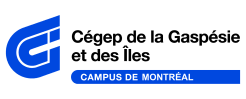 Cégep de la Gaspésie
et des Îles
CAMPUS DE MONTRÉAL